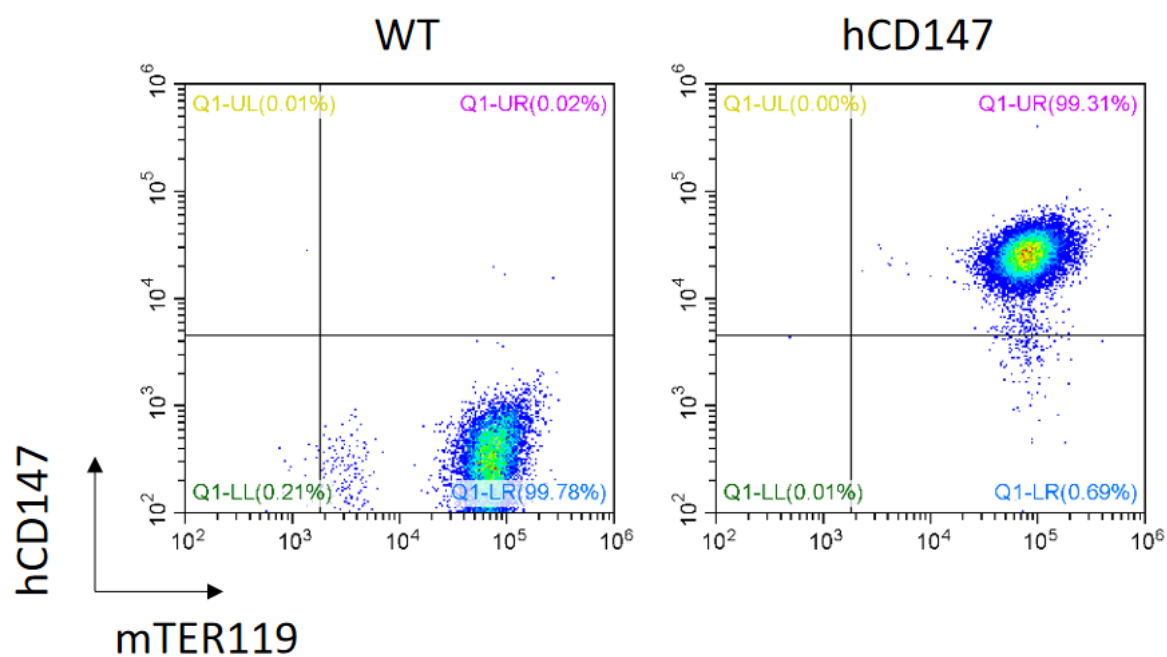 WT
hCD147
10^6
Q1-UL(0.01%)
Q1-UR(0.02%)
10^5
10^4
10^3
10^2
Q1-LL(0.21%)
Q1-LR(99.78%)
10^2
10^3
10^4
10^5
10^6
10^6
Q1-UL(0.00%)
Q1-UR(99.31%)
10^5
10^4
10^3
10^2
Q1-LL(0.01%)
Q1-LR(0.69%)
10^2
10^3
10^4
10^5
10^6
hCD147
mTER119